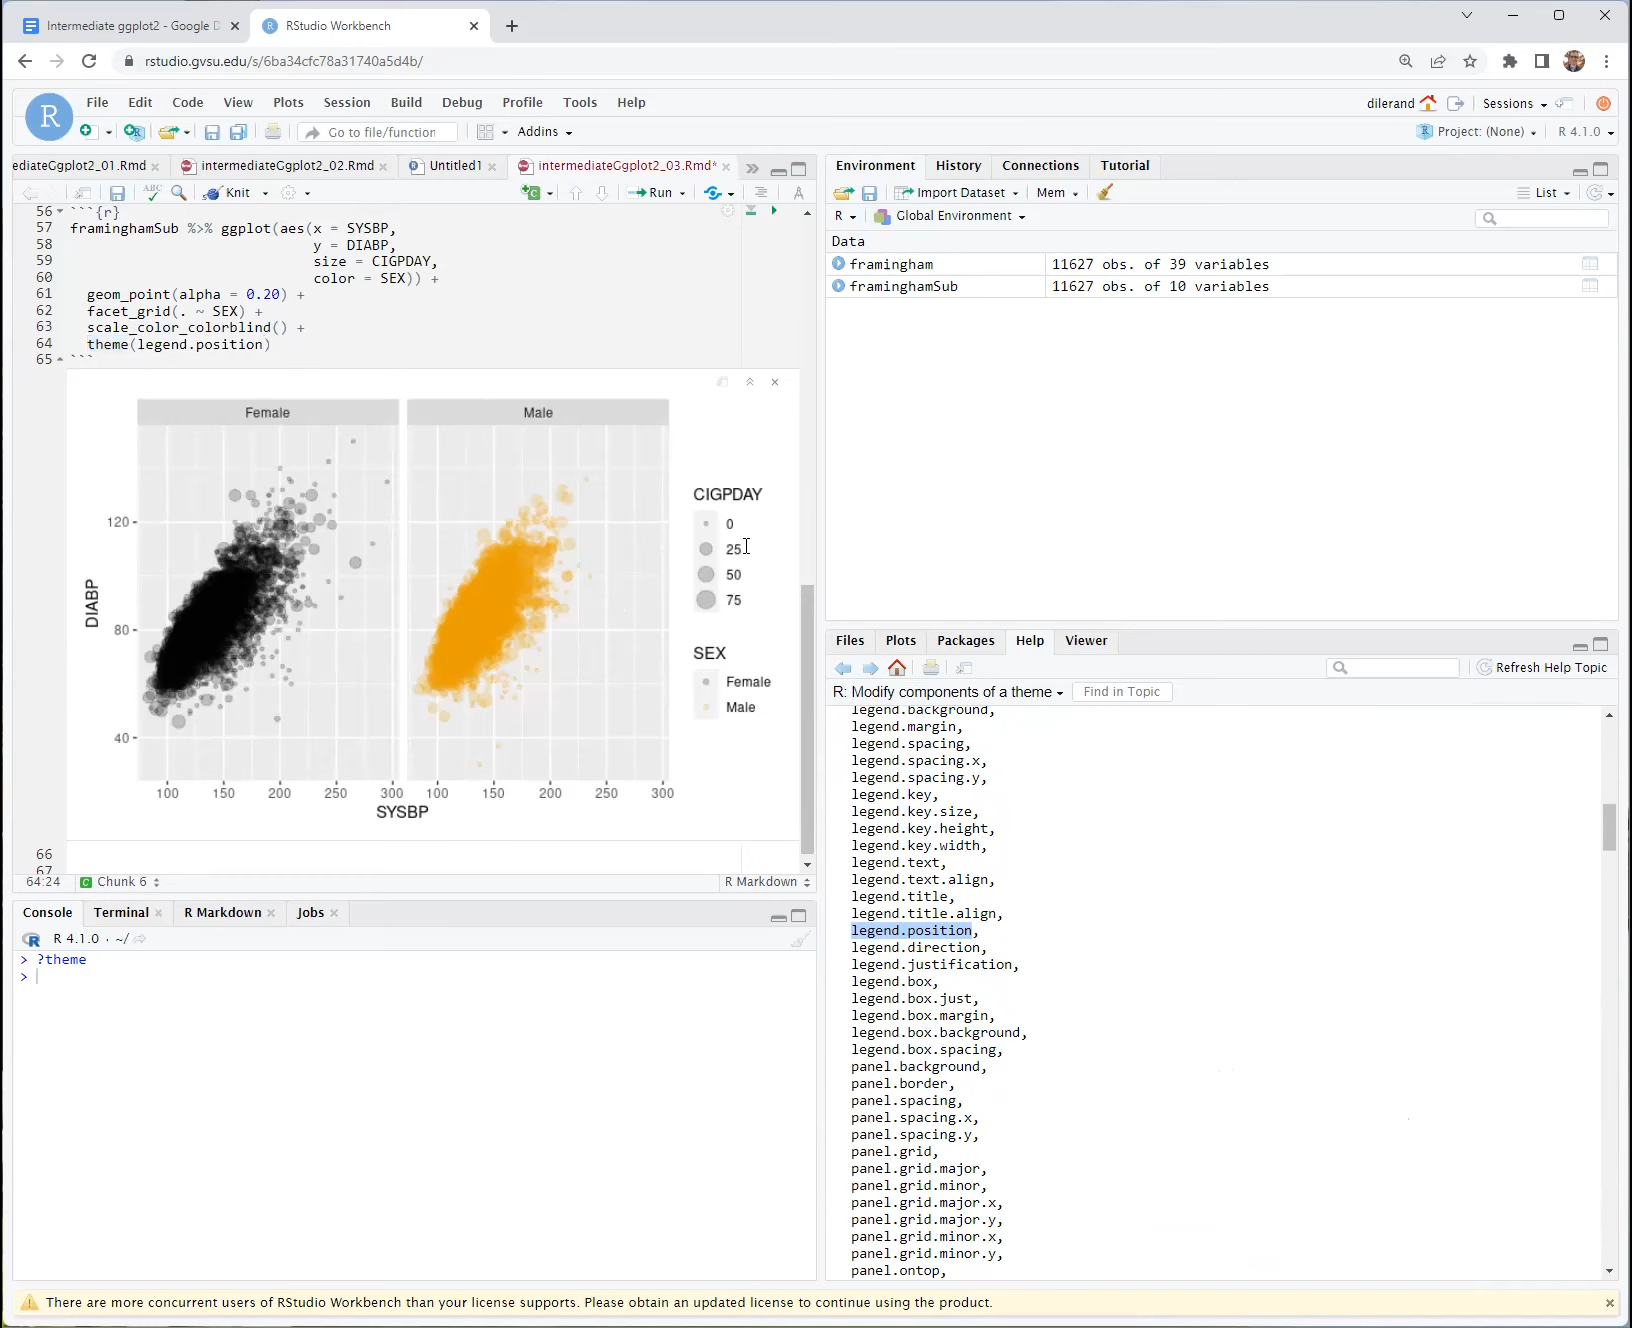 Intermediate ggplot2 - Google D
RStudio Workbench
rstudio.gvsu.edu/s/6ba34cfc78a31740a5d4b/
R
File Edit Code View Plots Session Build Debug Profile Tools Help
dilerand Sessions
Go to file/function Addins
Project: (None) R 4.1.0
ediateGgplot2_01.Rmd intermediateGgplot2_02.Rmd Untitled1 intermediateGgplot2_03.Rmd*
ABC Knit Run
56 ```{r}
57 framinghamSub %>% ggplot(aes(x = SYSBP,
58 y = DIABP,
59 size = CIGPDAY,
60 color = SEX)) +
61 geom_point(alpha = 0.20) +
62 facet_grid(. ~ SEX) +
63 scale_color_colorblind() +
64 theme(legend.position)
65 ```
Female Male
120
80
40
DIABP
100 150 200 250 300 100 150 200 250 300
SYSBP
CIGPDAY
0
25
50
75
SEX
Female
Male
66
67
64:24 Chunk 6 R Markdown
Console Terminal R Markdown Jobs
R 4.1.0 · ~/
> ?theme
>
Environment History Connections Tutorial
Import Dataset Mem List
R Global Environment
Data
framingham 11627 obs. of 39 variables
framinghamSub 11627 obs. of 10 variables
Files Plots Packages Help Viewer
Refresh Help Topic
R: Modify components of a theme Find in Topic
legend.background,
legend.margin,
legend.spacing,
legend.spacing.x,
legend.spacing.y,
legend.key,
legend.key.size,
legend.key.height,
legend.key.width,
legend.text,
legend.text.align,
legend.title,
legend.title.align,
legend.position,
legend.direction,
legend.justification,
legend.box,
legend.box.just,
legend.box.margin,
legend.box.background,
legend.box.spacing,
panel.background,
panel.border,
panel.spacing,
panel.spacing.x,
panel.spacing.y,
panel.grid,
panel.grid.major,
panel.grid.minor,
panel.grid.major.x,
panel.grid.major.y,
panel.grid.minor.x,
panel.grid.minor.y,
panel.ontop,
There are more concurrent users of RStudio Workbench than your license supports. Please obtain an updated license to continue using the product.